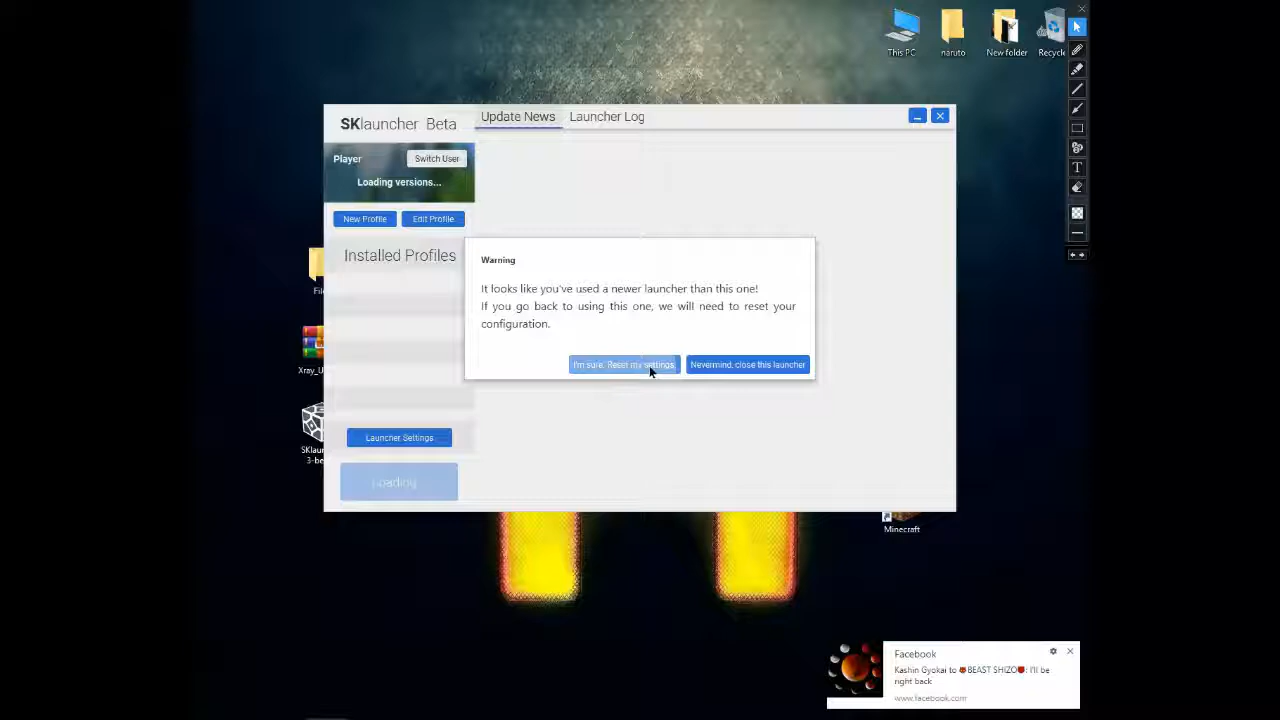 This PC
naruto
New folder
Recycle
SKlauncher Beta
Update News
Launcher Log
Player
Switch User
Loading versions...
New Profile
Edit Profile
Installed Profiles
Warning
It looks like you've used a newer launcher than this one!
If you go back to using this one, we will need to reset your
configuration.
I'm sure. Reset my settings
Nevermind, close this launcher
Launcher Settings
Loading...
Xray_U
3-be
Minecraft
Facebook
Kashin Gyokai to BEAST SHIZO: I'll be
right back
www.facebook.com
T